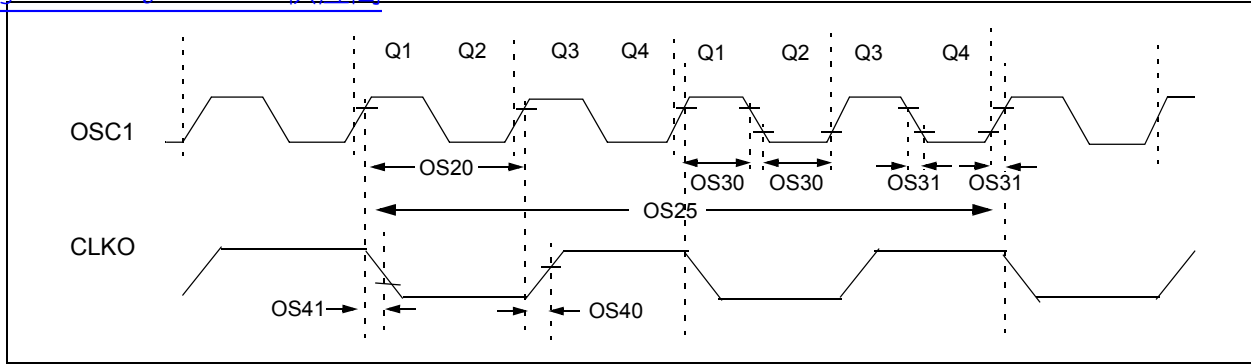 Q1 Q2 Q3 Q4 Q1 Q2 Q3 Q4
OSC1
OS20
OS30 OS30 OS31 OS31
OS25
CLKO
OS41
OS40